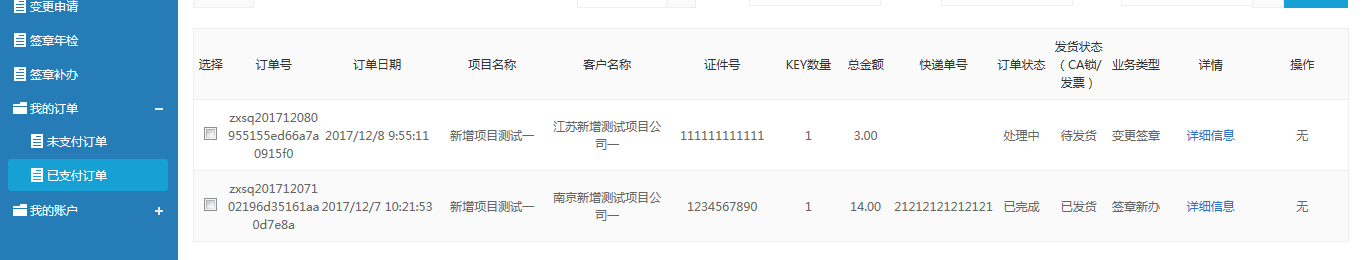 变更申请
签章年检
签章补办
我的订单
未支付订单
已支付订单
我的账户
选择 订单号 订单日期 项目名称 客户名称 证件号 KEY数量 总金额 快递单号 订单状态 发货状态（CA锁/发票） 业务类型 详情 操作
zxsq201712080
955155ed66a7a
0915f0
2017/12/8 9:55:11
新增项目测试一
江苏新增测试项目公
司一
111111111111
1
3.00
处理中
待发货
变更签章
详细信息
无
zxsq201712071
02196d35161aa
0d7e8a
2017/12/7 10:21:53
新增项目测试一
南京新增测试项目公
司一
1234567890
1
14.00
21212121212121
已完成
已发货
签章新办
详细信息
无